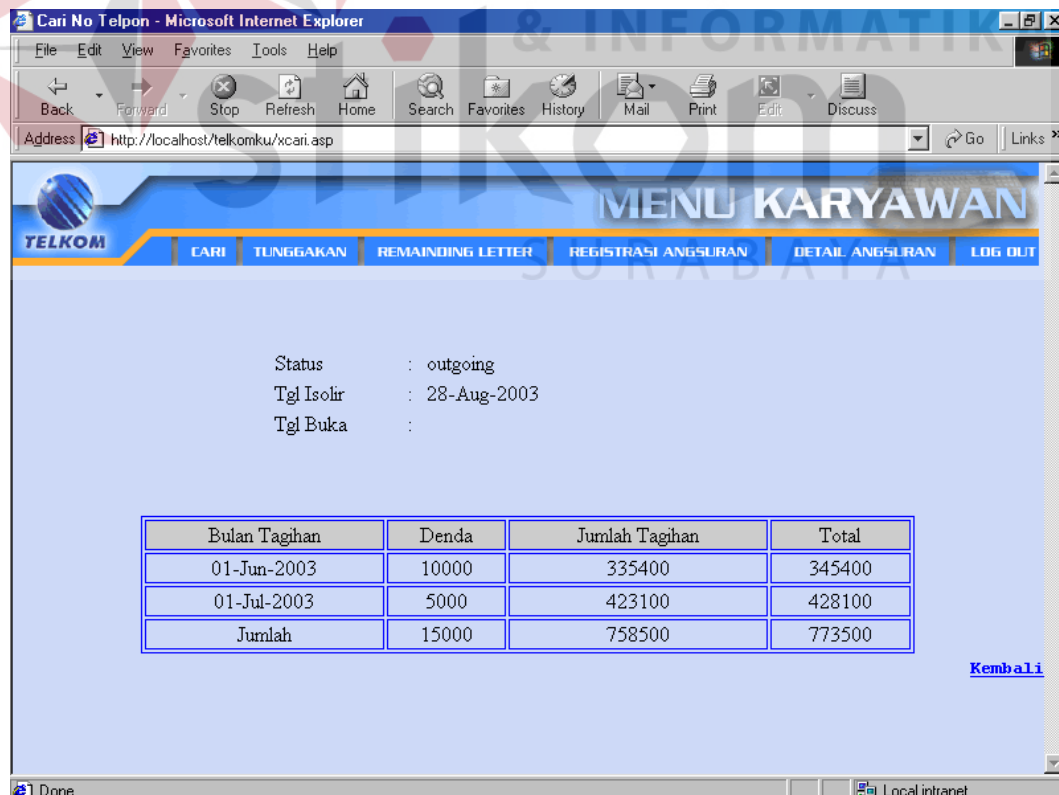 Cari No Telpon - Microsoft Internet Explorer
& INFORMATIK
File Edit View Favorites Tools Help
Back Forward Stop Refresh Home Search Favorites History Mail Print Edit Discuss
Address http://localhost/telkomku/xcari.asp Go Links »
stikom
SURABAYA
MENU KARYAWAN
TELKOM
CARI TUNGGAKAN REMAINDING LETTER REGISTRASI ANGSURAN DETAIL ANGSURAN LOG OUT
Status : outgoing
Tgl Isolir : 28-Aug-2003
Tgl Buka :
Bulan Tagihan Denda Jumlah Tagihan Total
01-Jun-2003 10000 335400 345400
01-Jul-2003 5000 423100 428100
Jumlah 15000 758500 773500
Kembali
Done Local intranet